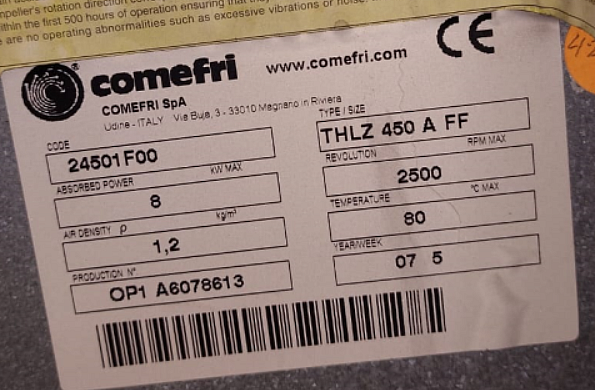 peller's rotation direction
within the first 500 hours of operation ensuring that they
are no operating abnormalities such as excessive vibrations or noise.
42
comefri
www.comefri.com
CE
COMEFRI SpA
Udine - ITALY Via Buja, 3 - 33010 Magnano in Riviera
CODE
24501F00
TYPE / SIZE
THLZ 450 A FF
ABSORBED POWER kW MAX
8
REVOLUTION RPM MAX
2500
AIR DENSITY ρ kg/m³
1,2
TEMPERATURE °C MAX
80
PRODUCTION N°
OP1 A6078613
YEAR/WEEK
07 5